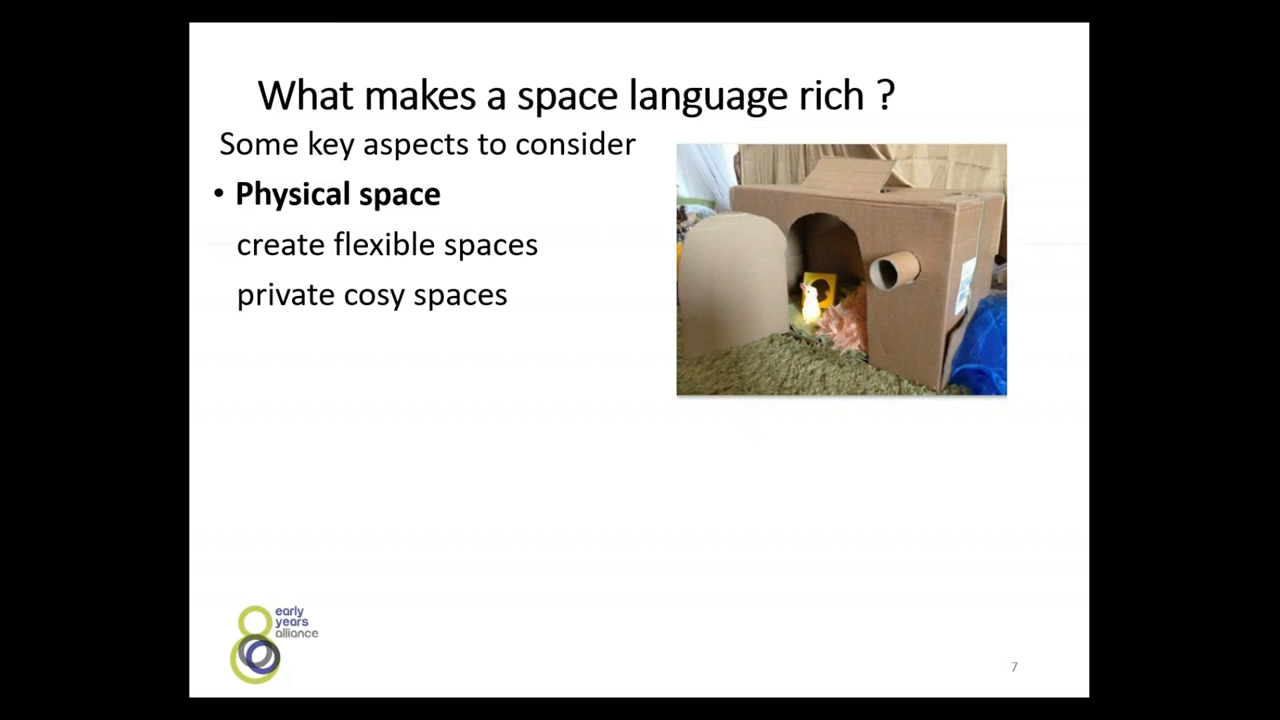 What makes a space language rich ?
Some key aspects to consider
• Physical space
create flexible spaces
private cosy spaces
early
years
alliance
7